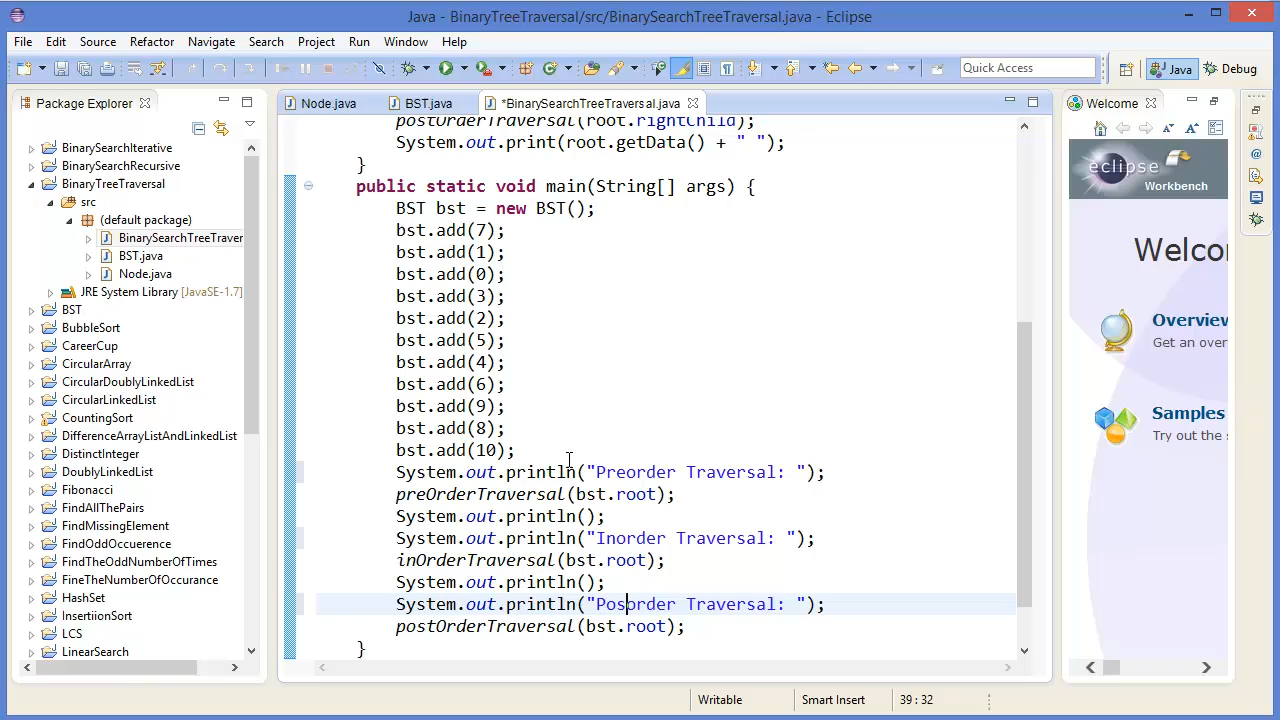 Java - BinaryTreeTraversal/src/BinarySearchTreeTraversal.java - Eclipse
File Edit Source Refactor Navigate Search Project Run Window Help
Quick Access
Java
Debug
Package Explorer
Node.java
BST.java
*BinarySearchTreeTraversal.java
Welcome
BinarySearchIterative
BinarySearchRecursive
BinaryTreeTraversal
src
(default package)
BinarySearchTreeTraver
BST.java
Node.java
JRE System Library [JavaSE-1.7]
BST
BubbleSort
CareerCup
CircularArray
CircularDoublyLinkedList
CircularLinkedList
CountingSort
DifferenceArrayListAndLinkedList
DistinctInteger
DoublyLinkedList
Fibonacci
FindAllThePairs
FindMissingElement
FindOddOccuerence
FindTheOddNumberOfTimes
FineTheNumberOfOccurance
HashSet
InsertiionSort
LCS
LinearSearch
postOrderTraversal(root.rightChild);
System.out.print(root.getData() + " ");
}
public static void main(String[] args) {
BST bst = new BST();
bst.add(7);
bst.add(1);
bst.add(0);
bst.add(3);
bst.add(2);
bst.add(5);
bst.add(4);
bst.add(6);
bst.add(9);
bst.add(8);
bst.add(10);
System.out.println("Preorder Traversal: ");
preOrderTraversal(bst.root);
System.out.println();
System.out.println("Inorder Traversal: ");
inOrderTraversal(bst.root);
System.out.println();
System.out.println("Posorder Traversal: ");
postOrderTraversal(bst.root);
}
eclipse
Workbench
Welcor
Overview
Get an over
Samples
Try out the s
Writable
Smart Insert
39 : 32